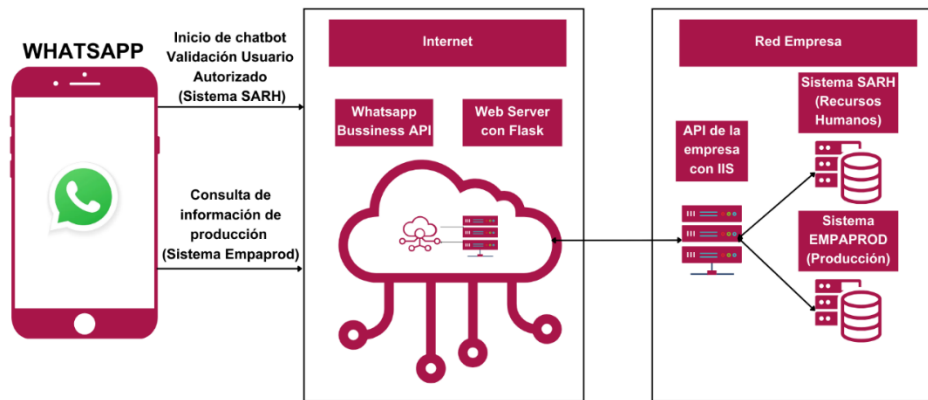 WHATSAPP
Inicio de chatbot
Validación Usuario
Autorizado
(Sistema SARH)
Consulta de
información de
producción
(Sistema Empaprod)
Internet
Whatsapp
Bussiness API
Web Server
con Flask
Red Empresa
API de la
empresa
con IIS
Sistema SARH
(Recursos
Humanos)
Sistema
EMPAPROD
(Producción)